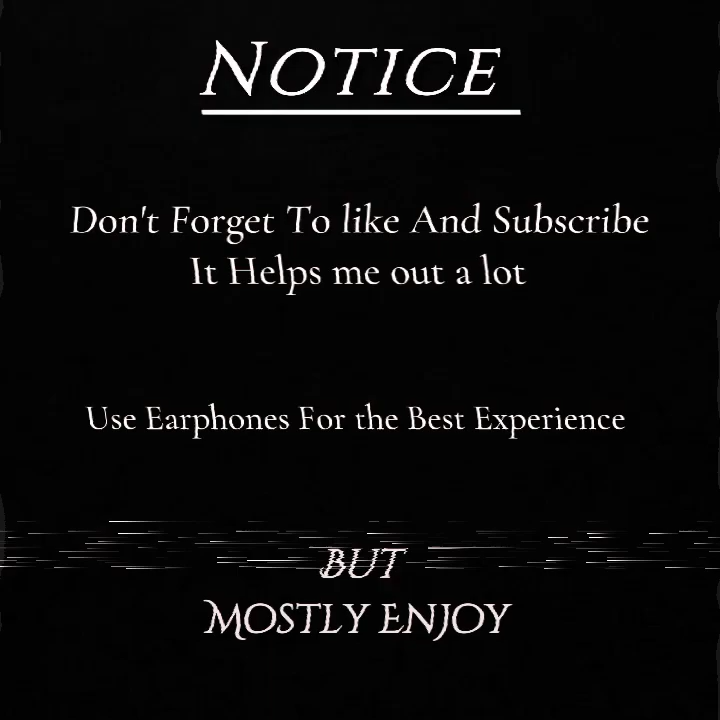 Notice
Don't Forget To like And Subscribe
It Helps me out a lot
Use Earphones For the Best Experience
BUT
Mostly Enjoy